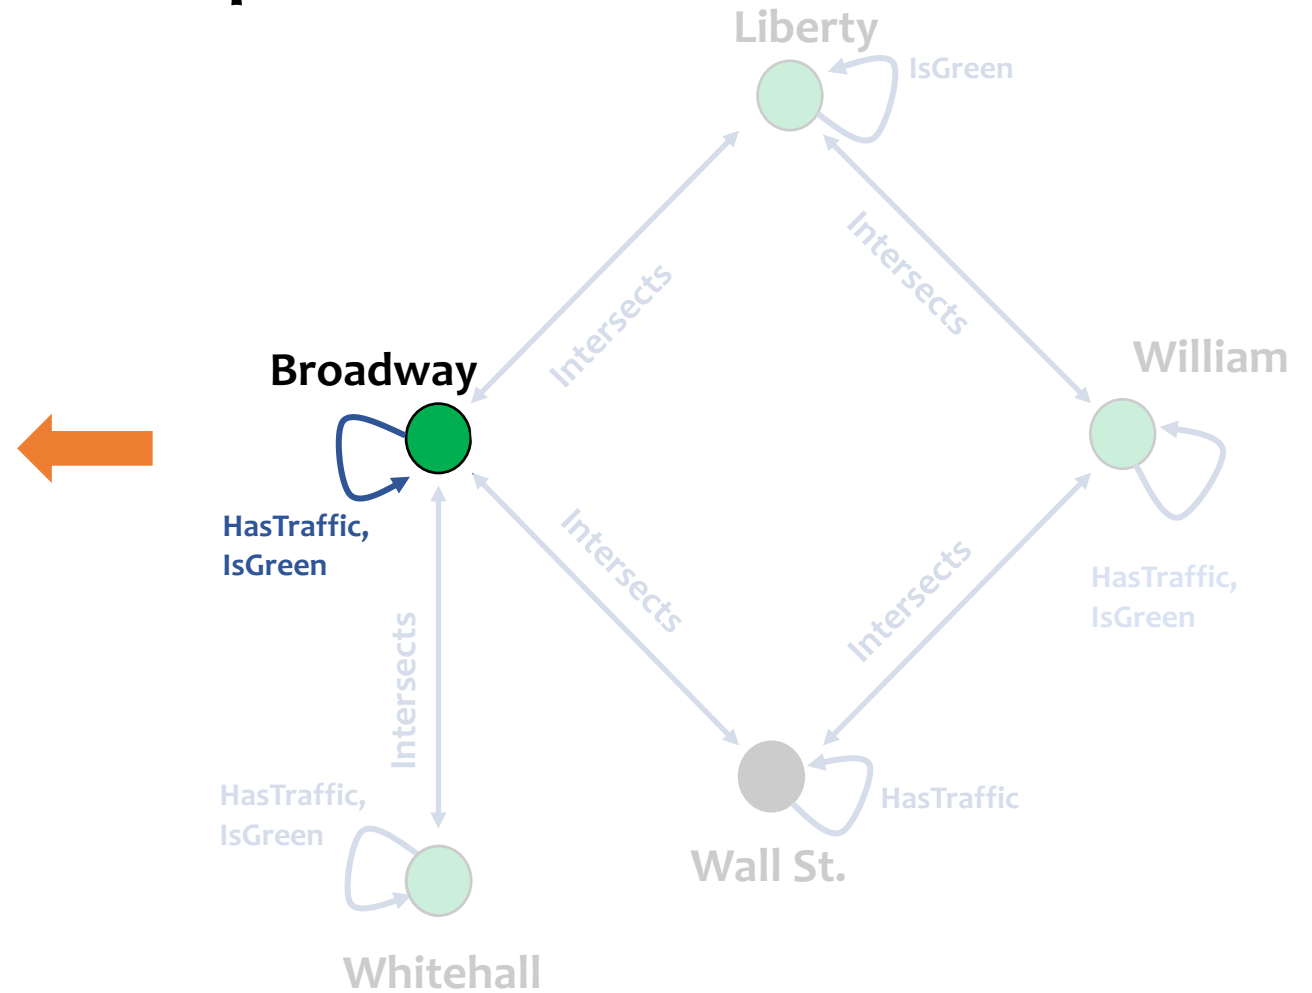 Liberty
IsGreen
Intersects
Intersects
Broadway
William
HasTraffic,
IsGreen
Intersects
Intersects
HasTraffic,
IsGreen
Intersects
HasTraffic,
IsGreen
HasTraffic
Wall St.
Whitehall